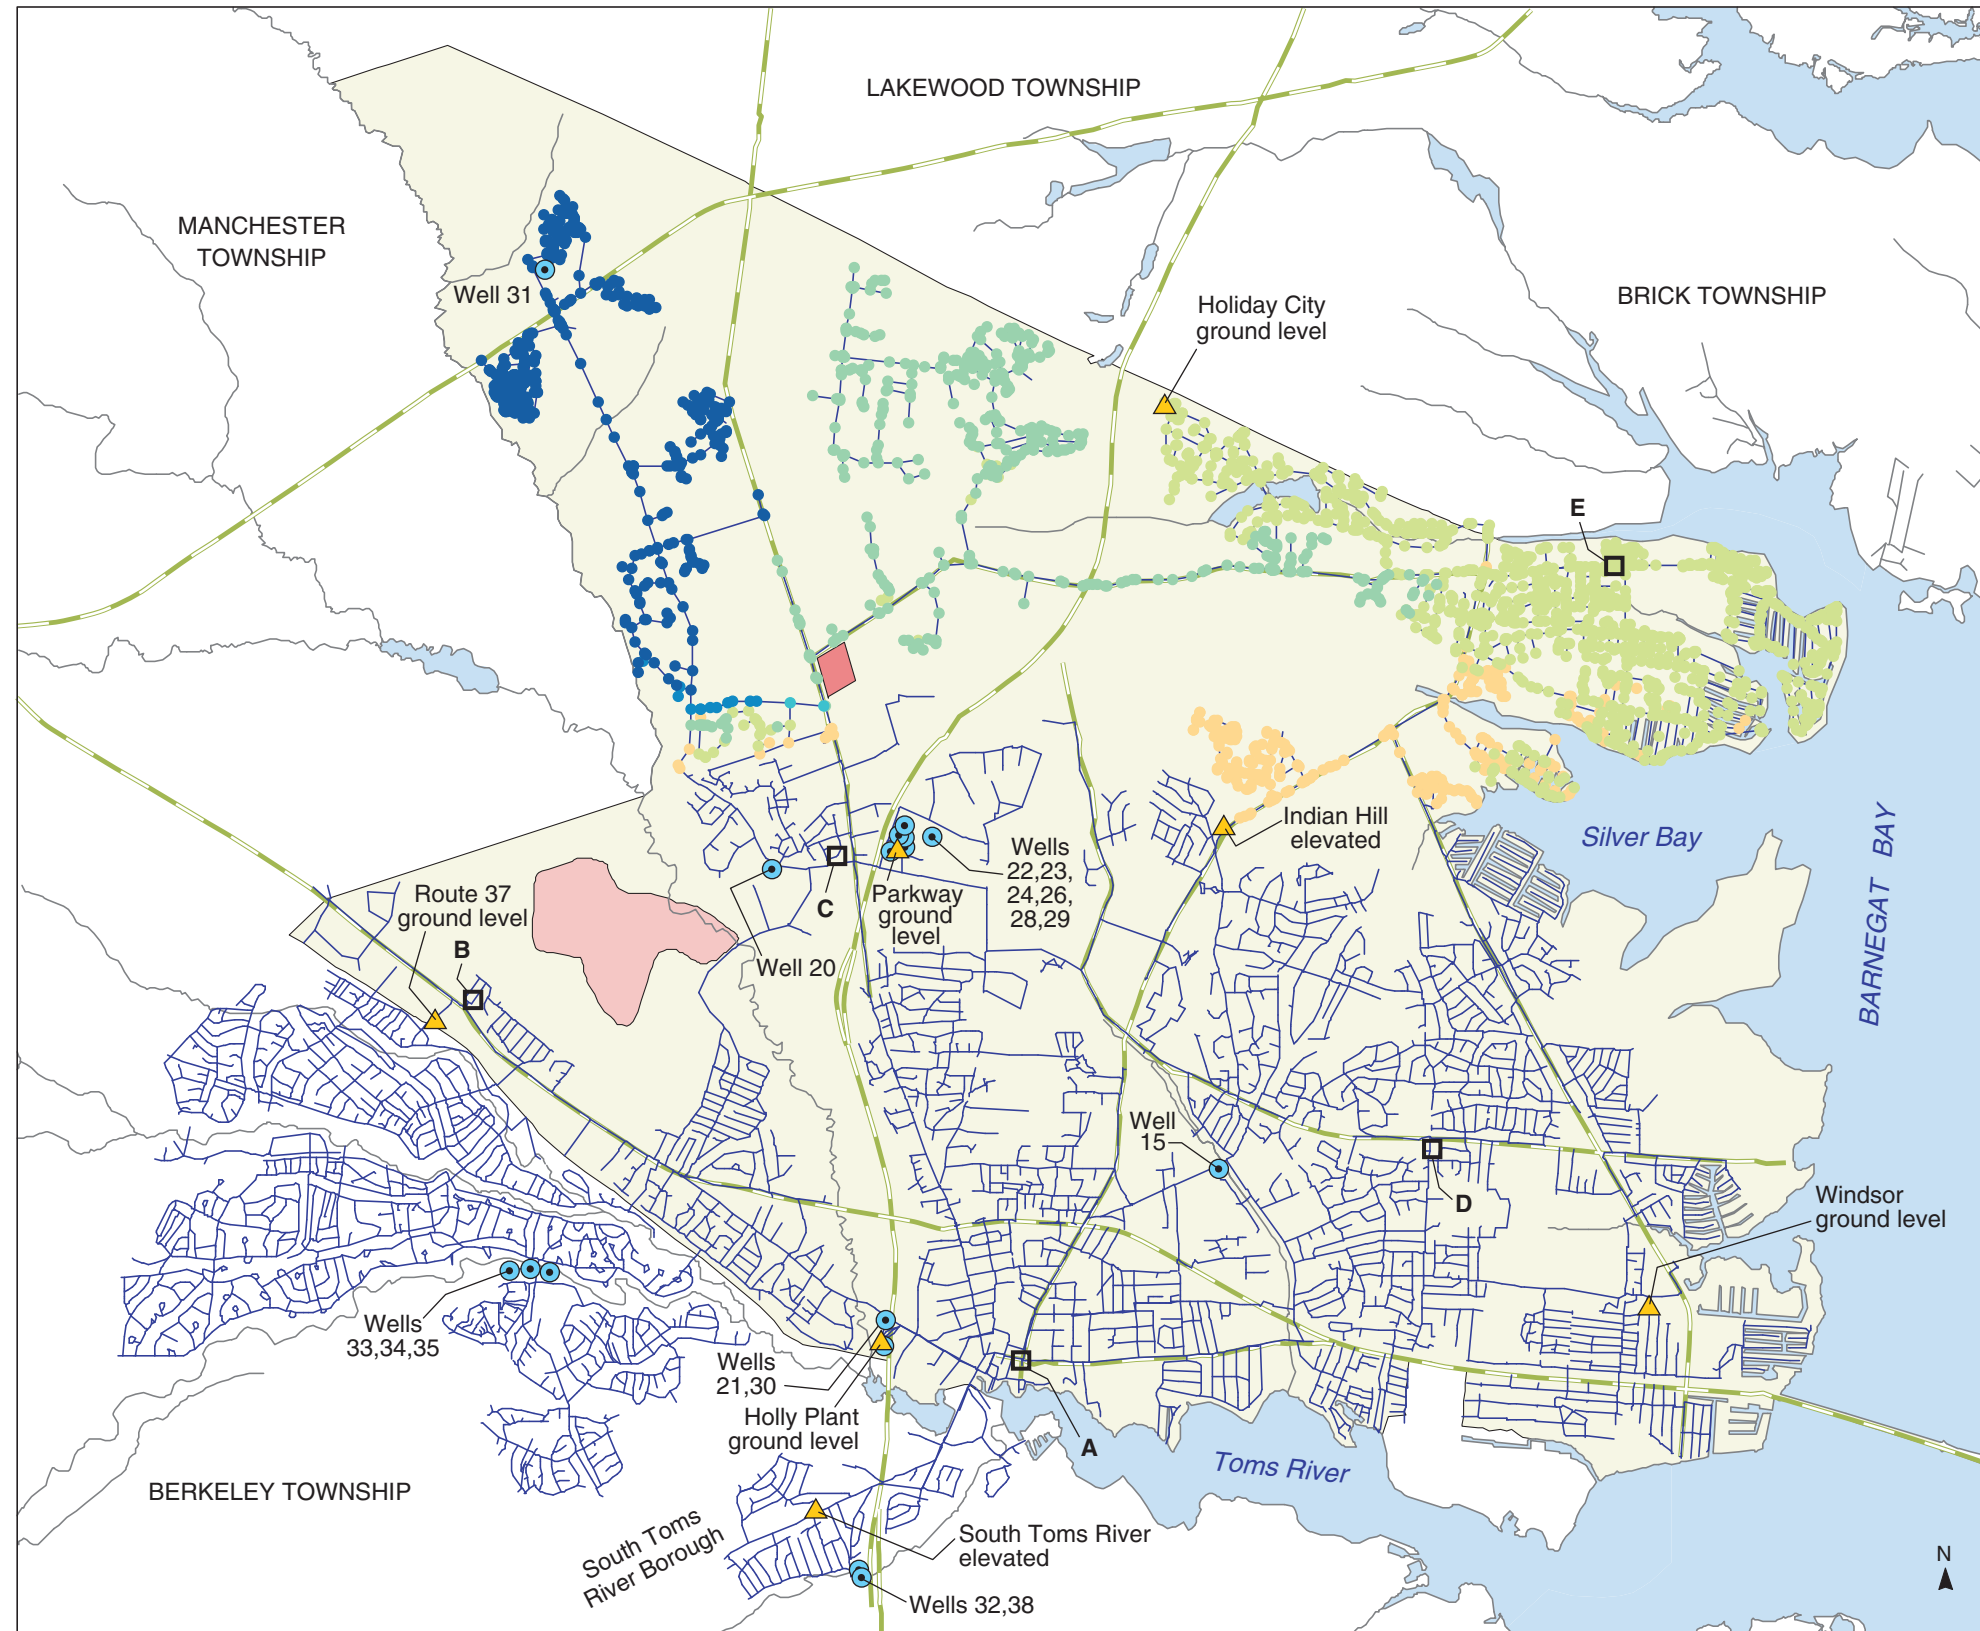 LAKEWOOD TOWNSHIP
MANCHESTER
TOWNSHIP
Well 31
Holiday City
ground level
BRICK TOWNSHIP
E
Indian Hill
elevated
Silver Bay
BARNEGAT BAY
Wells
22,23,
24,26,
28,29
Parkway
ground
level
C
Well 20
Route 37
ground level
B
Well
15
D
Windsor
ground level
Wells
33,34,35
Wells
21,30
Holly Plant
ground level
A
Toms River
BERKELEY TOWNSHIP
South Toms
River Borough
South Toms River
elevated
Wells 32,38
N